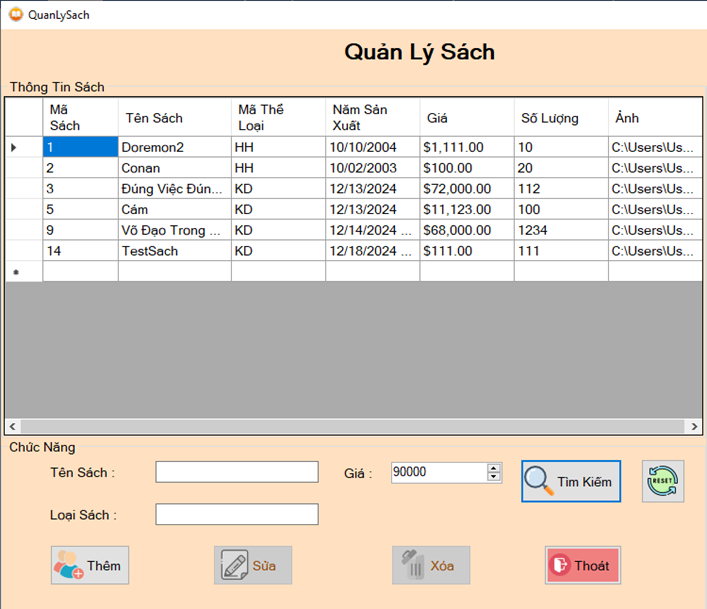 QuanLySach
Quản Lý Sách
Thông Tin Sách
Mã Sách Tên Sách Mã Thể Loại Năm Sản Xuất Giá Số Lượng Ảnh
1 Doremon2 HH 10/10/2004 $1,111.00 10 C:\Users\Us...
2 Conan HH 10/02/2003 $100.00 20 C:\Users\Us...
3 Đúng Việc Đún... KD 12/13/2024 $72,000.00 112 C:\Users\Us...
5 Cám KD 12/13/2024 $11,123.00 100 C:\Users\Us...
9 Võ Đạo Trong ... KD 12/14/2024 ... $68,000.00 1234 C:\Users\Us...
14 TestSach KD 12/18/2024 ... $111.00 111 C:\Users\Us...
Chức Năng
Tên Sách : Giá : 90000 Tìm Kiếm RESET
Loại Sách :
Thêm Sửa Xóa Thoát